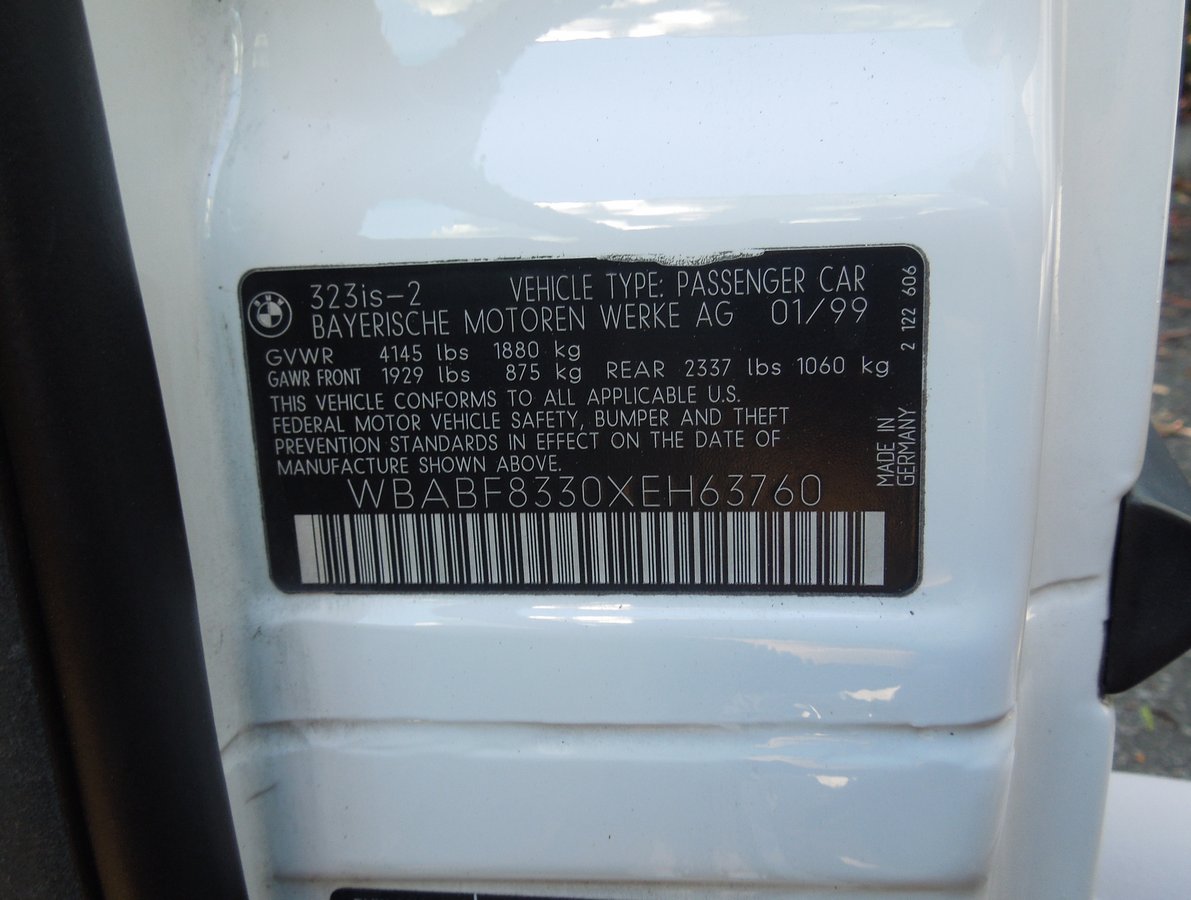 BMW
323is-2 VEHICLE TYPE: PASSENGER CAR
BAYERISCHE MOTOREN WERKE AG 01/99
GVWR 4145 lbs 1880 kg
GAWR FRONT 1929 lbs 875 kg REAR 2337 lbs 1060 kg
THIS VEHICLE CONFORMS TO ALL APPLICABLE U.S.
FEDERAL MOTOR VEHICLE SAFETY, BUMPER AND THEFT
PREVENTION STANDARDS IN EFFECT ON THE DATE OF
MANUFACTURE SHOWN ABOVE.
WBABF8330XEH63760
2 122 606
MADE IN
GERMANY